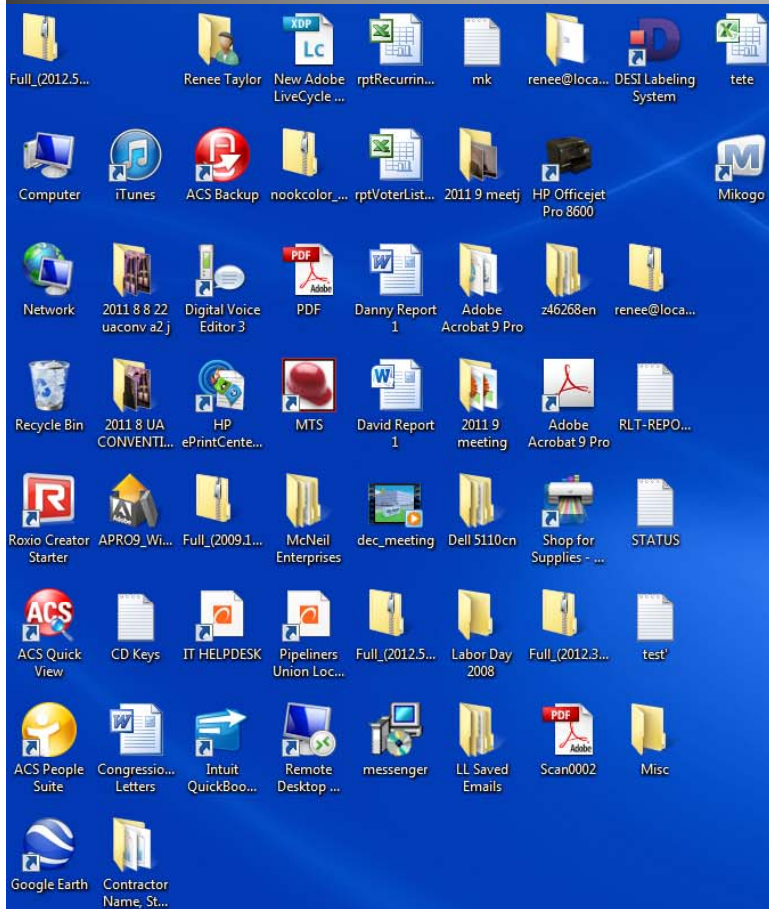 Full_(2012.5...
Renee Taylor
XDP
Lc
New Adobe
LiveCycle ...
rptRecurrin...
mk
renee@loca...
DESI Labeling
System
tete
Computer
iTunes
ACS Backup
nookcolor_...
rptVoterList...
2011 9 meetj
HP Officejet
Pro 8600
M
Mikogo
Network
2011 8 8 22
uaconv a2 j
Digital Voice
Editor 3
PDF
Adobe
PDF
Danny Report
1
Adobe
Acrobat 9 Pro
z46268en
renee@loca...
Recycle Bin
2011 8 UA
CONVENTI...
HP
ePrintCente...
MTS
David Report
1
2011 9
meeting
Adobe
Acrobat 9 Pro
RLT-REPO...
R
Roxio Creator
Starter
Adobe
APRO9_Wi...
Full_(2009.1...
McNeil
Enterprises
dec_meeting
Dell 5110cn
Shop for
Supplies - ...
STATUS
ACS
ACS Quick
View
CD Keys
IT HELPDESK
Pipeliners
Union Loc...
Full_(2012.5...
Labor Day
2008
Full_(2012.3...
test'
ACS People
Suite
Congressio...
Letters
Intuit
QuickBoo...
Remote
Desktop ...
messenger
LL Saved
Emails
PDF
Adobe
Scan0002
Misc
Google Earth
Contractor
Name, St...